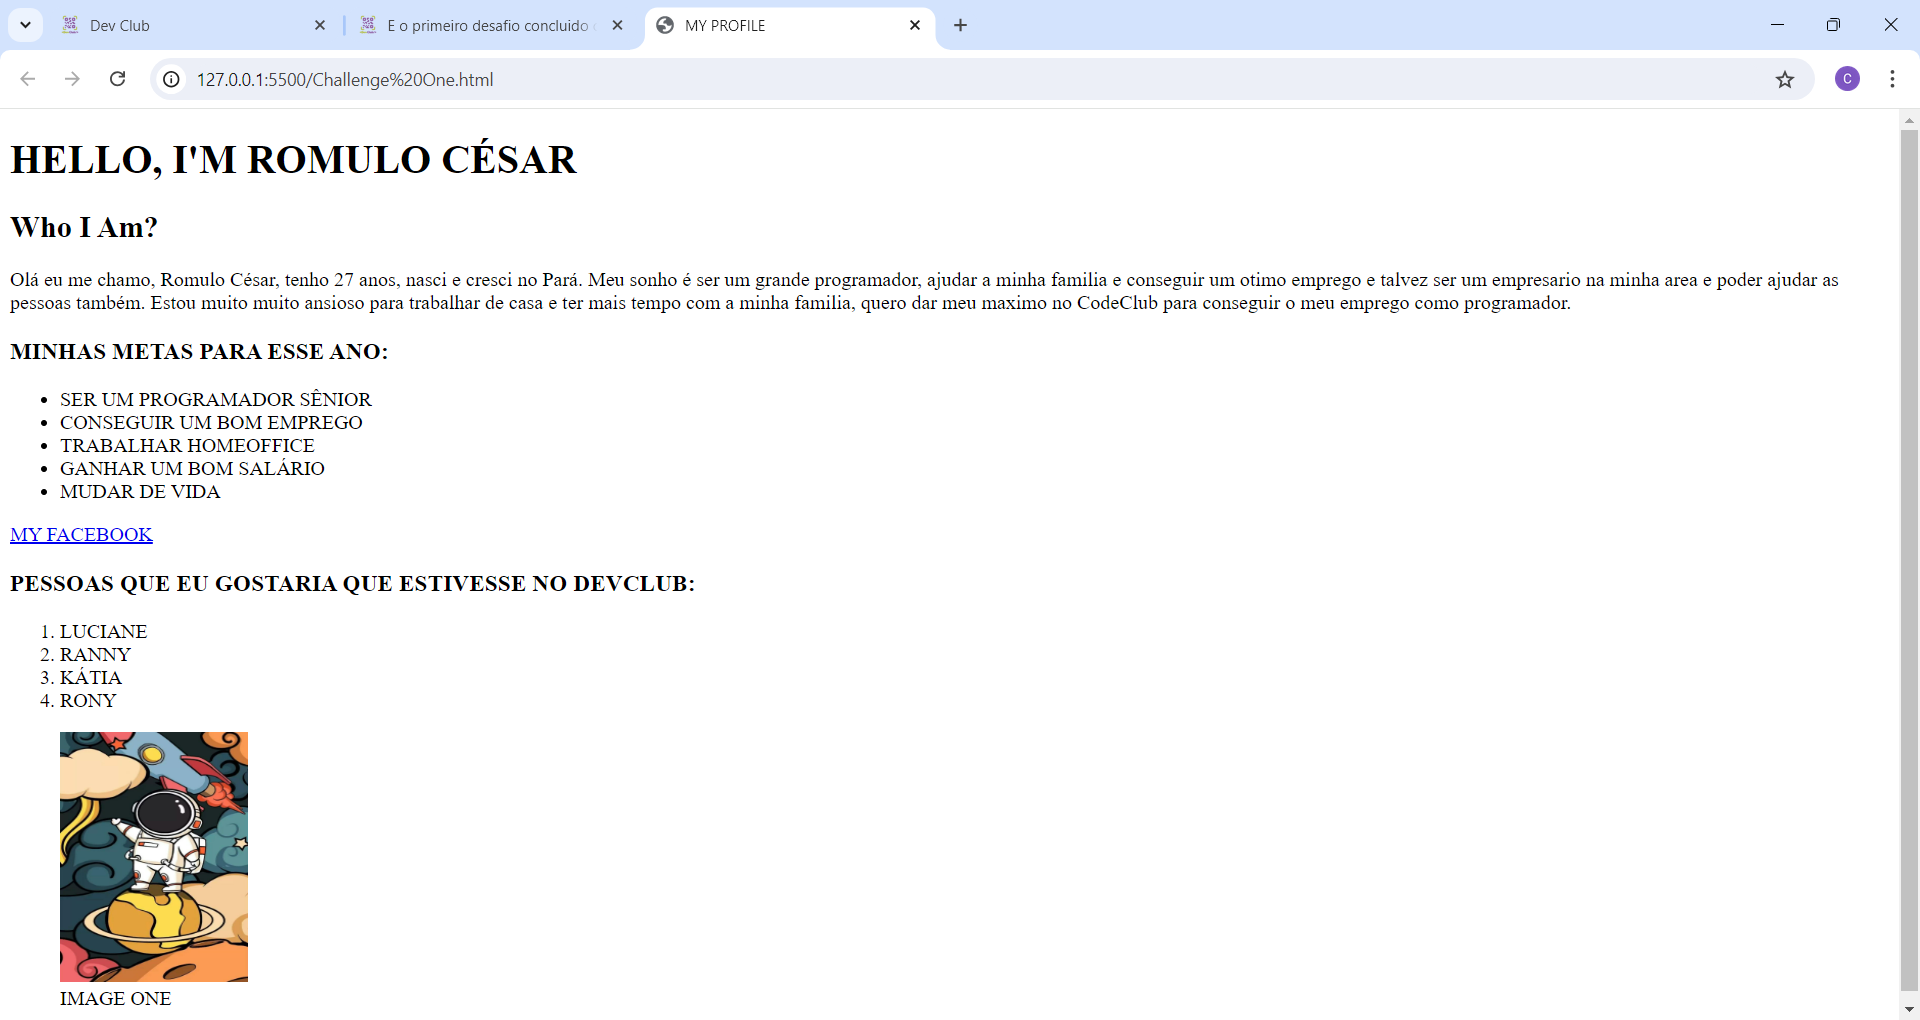 Dev Club
E o primeiro desafio concluido
MY PROFILE
127.0.0.1:5500/Challenge%20One.html
C
HELLO, I'M ROMULO CÉSAR
Who I Am?
Olá eu me chamo, Romulo César, tenho 27 anos, nasci e cresci no Pará. Meu sonho é ser um grande programador, ajudar a minha familia e conseguir um otimo emprego e talvez ser um empresario na minha area e poder ajudar as
pessoas também. Estou muito muito ansioso para trabalhar de casa e ter mais tempo com a minha familia, quero dar meu maximo no CodeClub para conseguir o meu emprego como programador.
MINHAS METAS PARA ESSE ANO:
• SER UM PROGRAMADOR SÊNIOR
• CONSEGUIR UM BOM EMPREGO
• TRABALHAR HOMEOFFICE
• GANHAR UM BOM SALÁRIO
• MUDAR DE VIDA
MY FACEBOOK
PESSOAS QUE EU GOSTARIA QUE ESTIVESSE NO DEVCLUB:
1. LUCIANE
2. RANNY
3. KÁTIA
4. RONY
IMAGE ONE